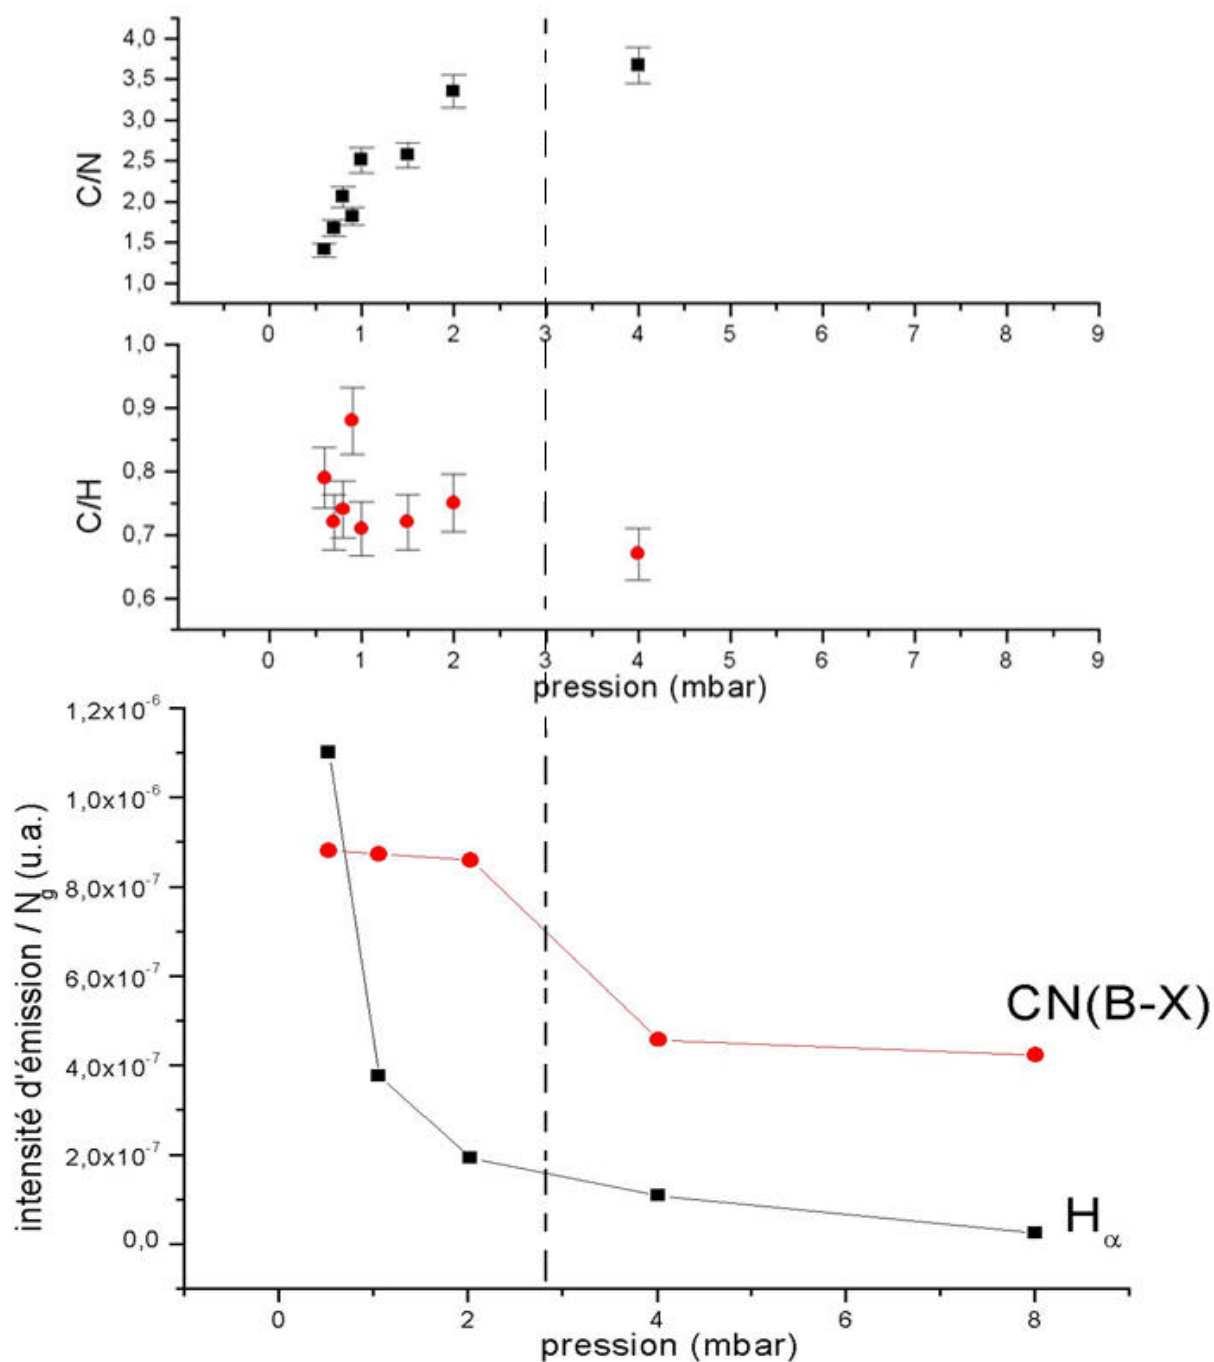 4,0
3,5
3,0
2,5
2,0
1,5
1,0
C/N
0 1 2 3 4 5 6 7 8 9
1,0
0,9
0,8
0,7
0,6
C/H
0 1 2 3 4 5 6 7 8 9
pression (mbar)
1,2x10⁻⁶
1,0x10⁻⁶
8,0x10⁻⁷
6,0x10⁻⁷
4,0x10⁻⁷
2,0x10⁻⁷
0,0
intensité d'émission / N_g (u.a.)
CN(B-X)
H_α
0 2 4 6 8
pression (mbar)